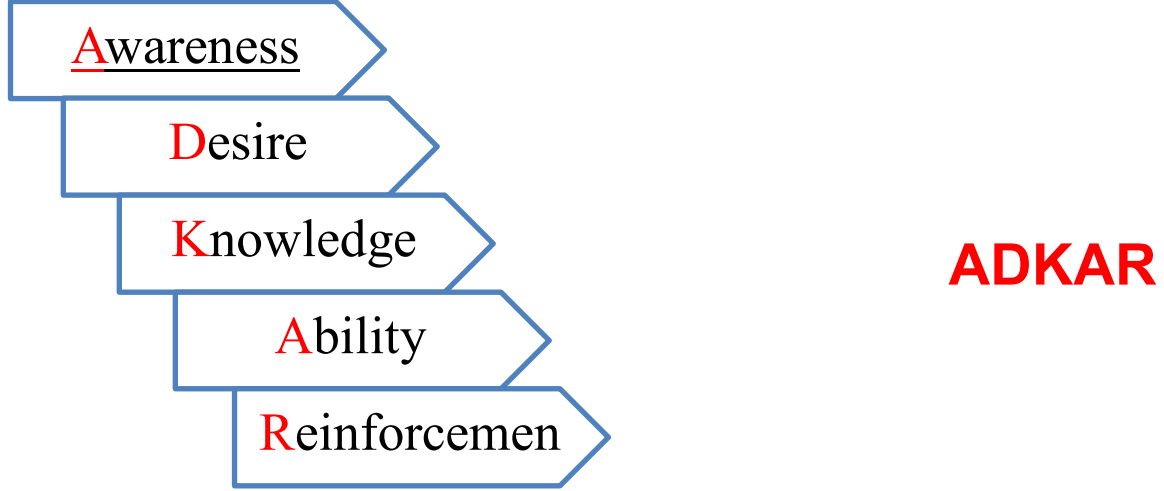 Awareness
Desire
Knowledge
ADKAR
Ability
Reinforcemen